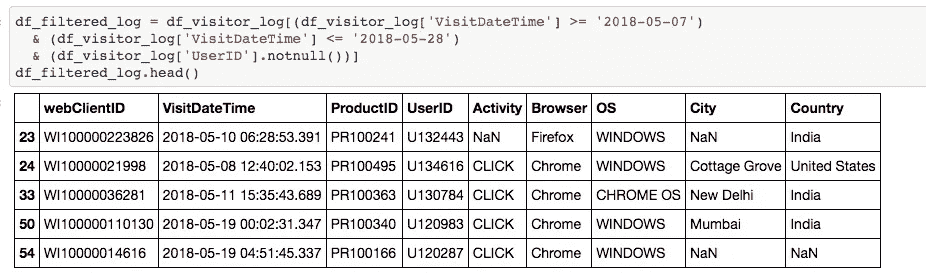 df_filtered_log = df_visitor_log[(df_visitor_log['VisitDateTime'] >= '2018-05-07')
& (df_visitor_log['VisitDateTime'] <= '2018-05-28')
& (df_visitor_log['UserID'].notnull())]
df_filtered_log.head()
webClientID VisitDateTime ProductID UserID Activity Browser OS City Country
23 WI100000223826 2018-05-10 06:28:53.391 PR100241 U132443 NaN Firefox WINDOWS NaN India
24 WI10000021998 2018-05-08 12:40:02.153 PR100495 U134616 CLICK Chrome WINDOWS Cottage Grove United States
33 WI10000036281 2018-05-11 15:35:43.689 PR100363 U130784 CLICK Chrome CHROME OS New Delhi India
50 WI100000110130 2018-05-19 00:02:31.347 PR100340 U120983 CLICK Chrome WINDOWS Mumbai India
54 WI10000014616 2018-05-19 04:51:45.337 PR100166 U120287 CLICK Chrome WINDOWS NaN NaN